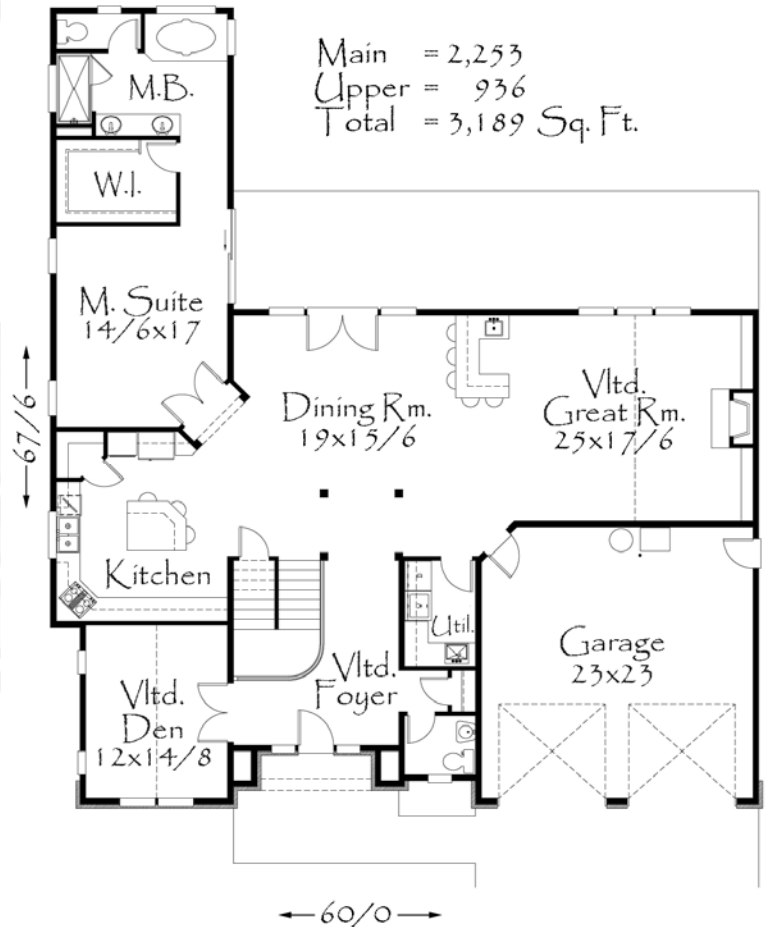 Main = 2,253
Upper = 936
Total = 3,189 Sq. Ft.
M.B.
W.I.
M. Suite
14/6x17
67/6
Dining Rm.
19x15/6
Vltd.
Great Rm.
25x17/6
Kitchen
Util.
Garage
23x23
Vltd.
Foyer
Vltd.
Den
12x14/8
60/0